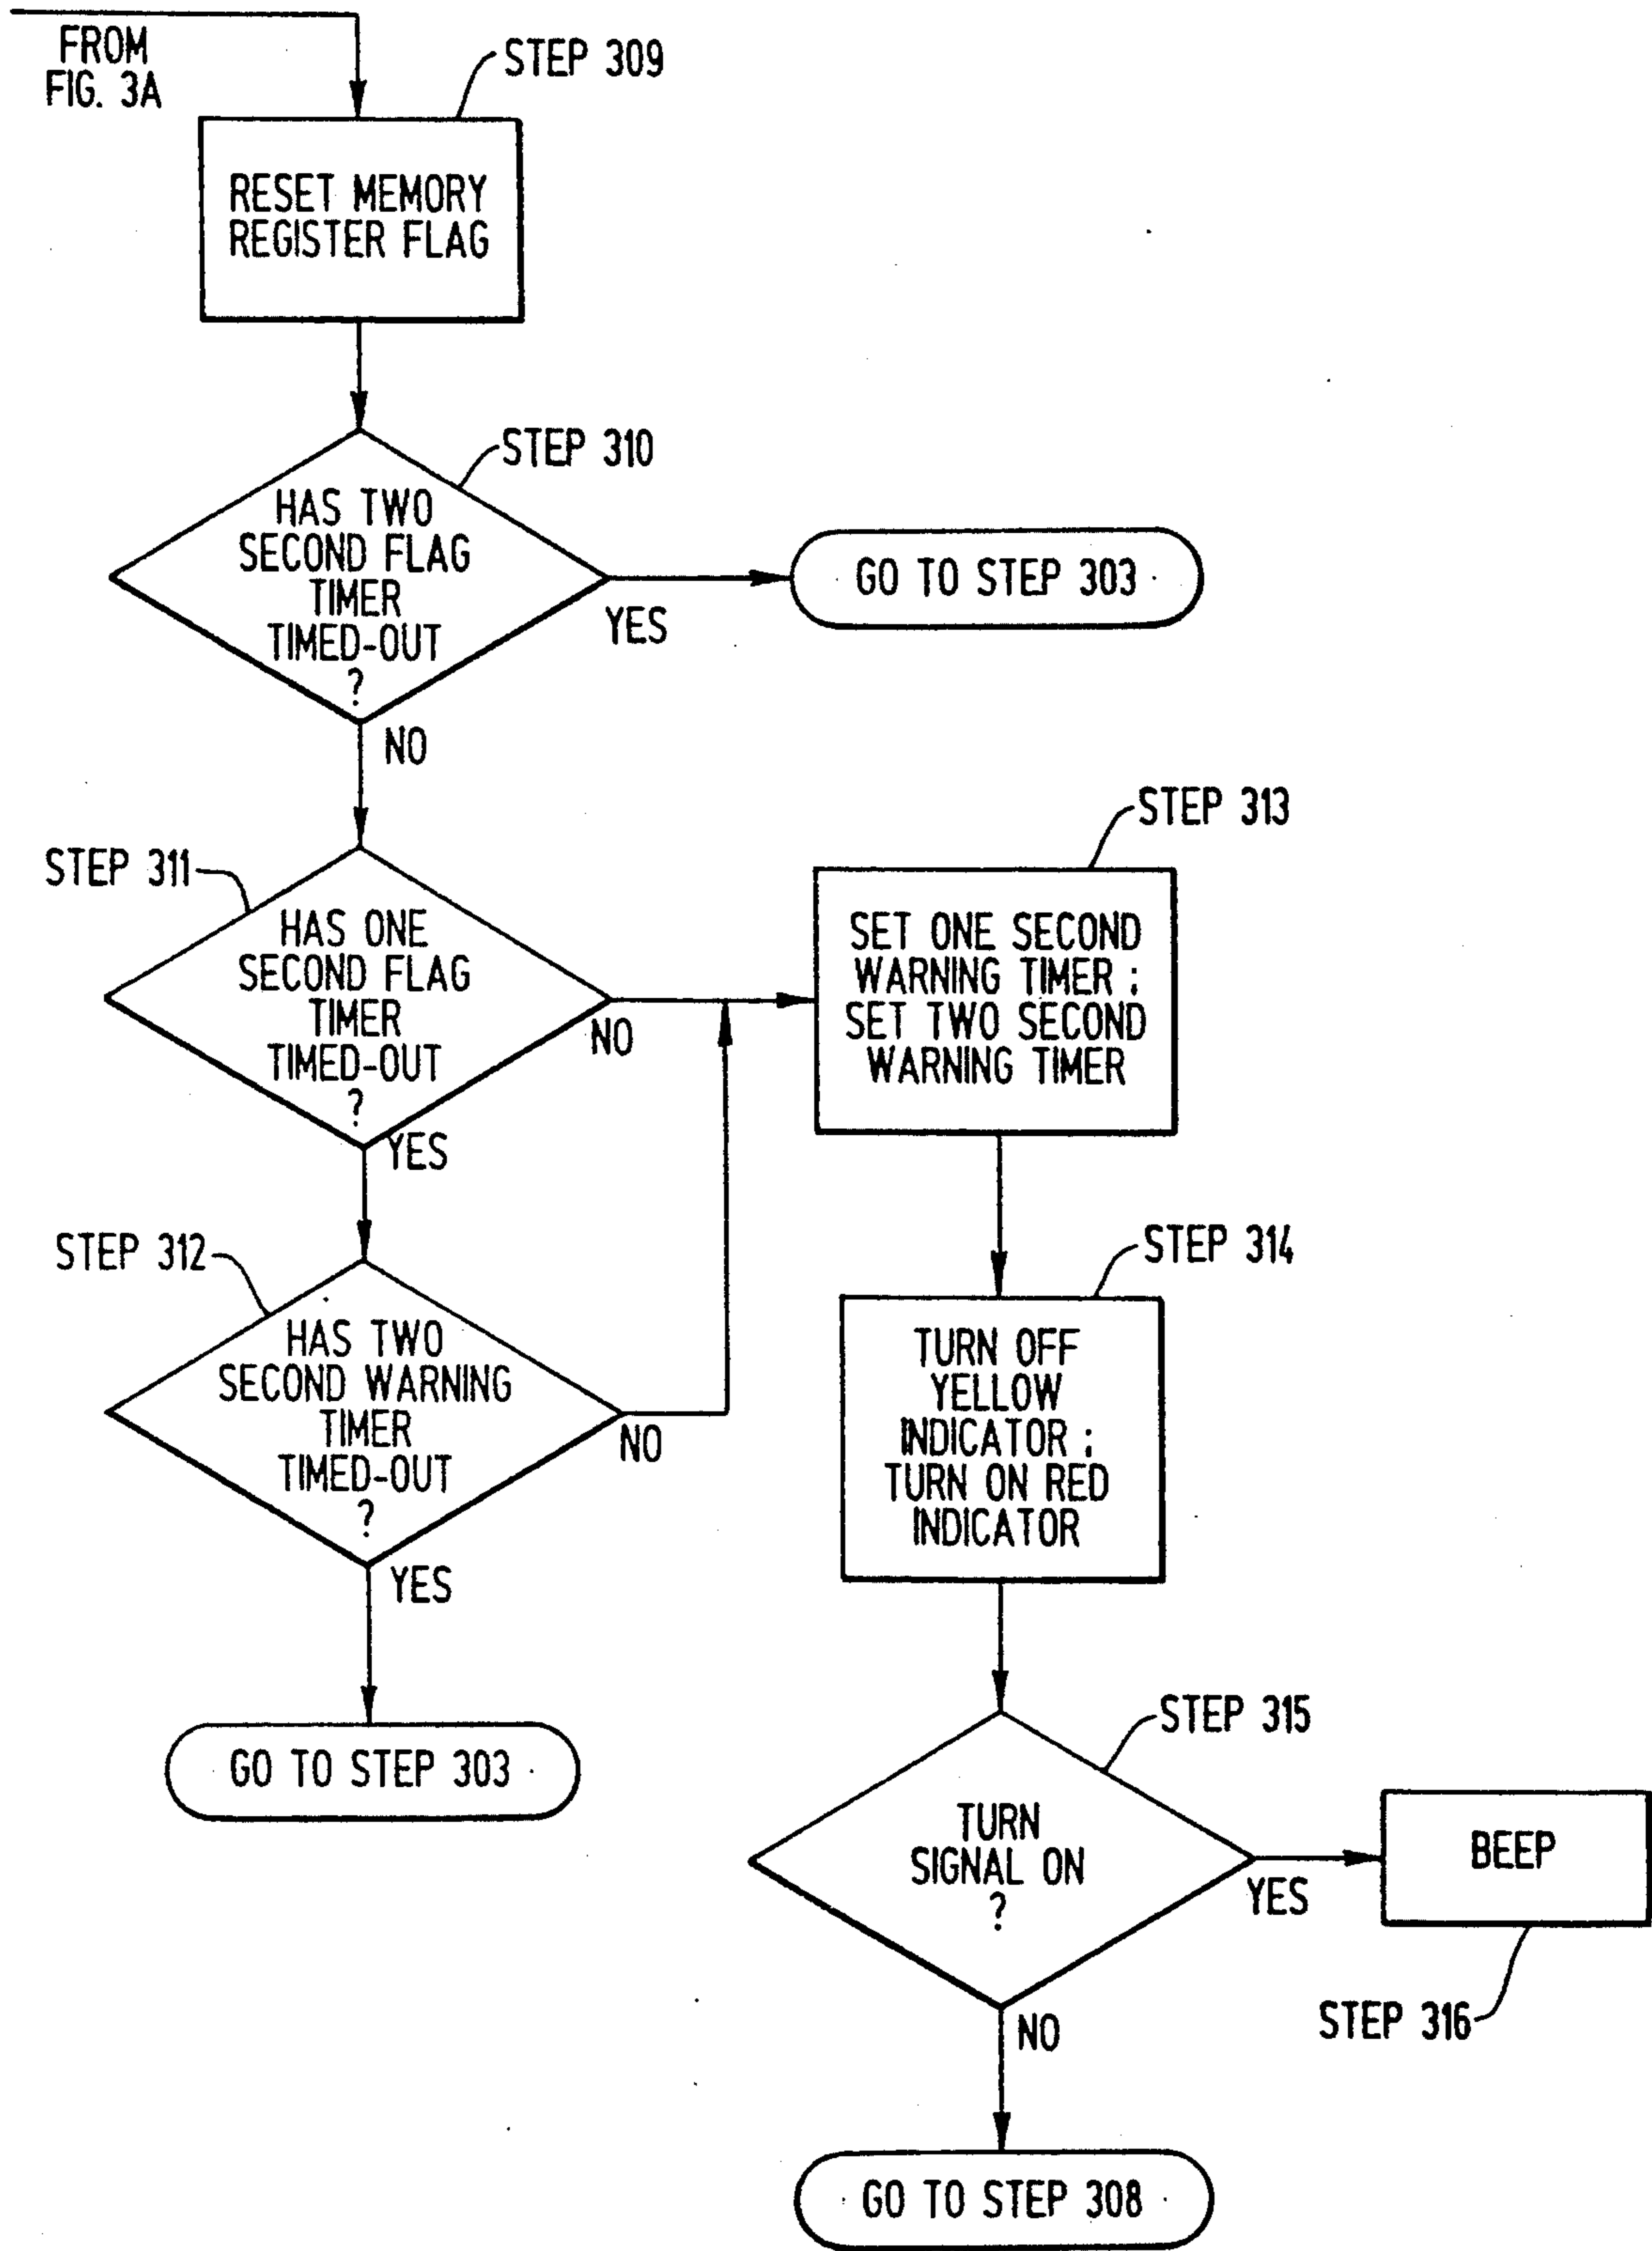 FROM
FIG. 3A
STEP 309
RESET MEMORY
REGISTER FLAG
STEP 310
HAS TWO
SECOND FLAG
TIMER
TIMED-OUT
?
YES
GO TO STEP 303
NO
STEP 311
HAS ONE
SECOND FLAG
TIMER
TIMED-OUT
?
NO
YES
STEP 312
HAS TWO
SECOND WARNING
TIMER
TIMED-OUT
?
NO
YES
GO TO STEP 303
STEP 313
SET ONE SECOND
WARNING TIMER ;
SET TWO SECOND
WARNING TIMER
STEP 314
TURN OFF
YELLOW
INDICATOR ;
TURN ON RED
INDICATOR
STEP 315
TURN
SIGNAL ON
?
YES
BEEP
STEP 316
NO
GO TO STEP 308